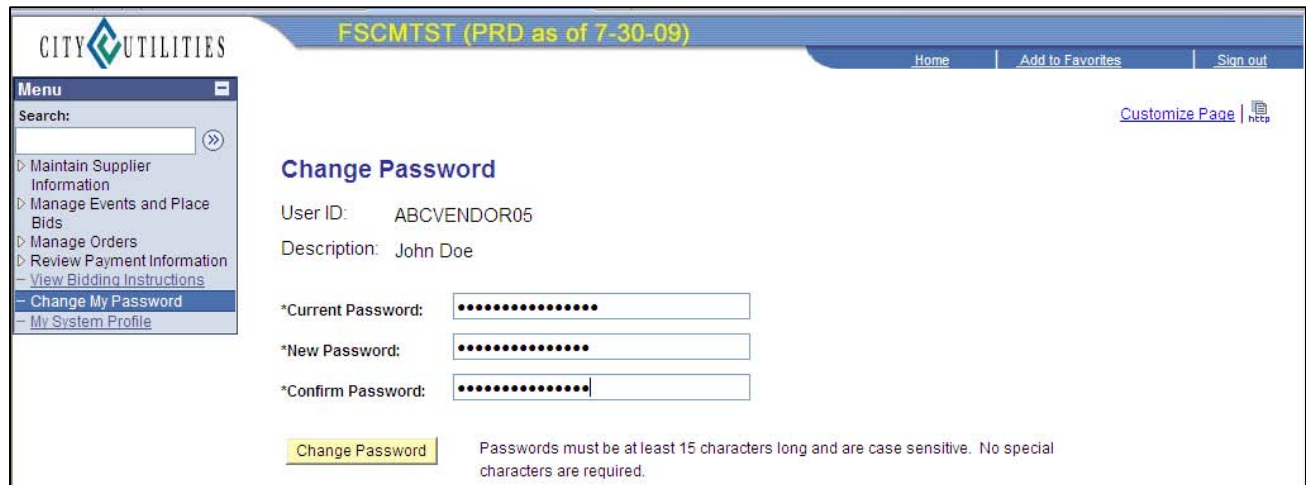 CITY UTILITIES
FSCMTST (PRD as of 7-30-09)
Home | Add to Favorites | Sign out
Menu
Search:
Customize Page | http
Maintain Supplier
Information
Manage Events and Place
Bids
Manage Orders
Review Payment Information
– View Bidding Instructions
– Change My Password
– My System Profile
Change Password
User ID: ABCVENDOR05
Description: John Doe
*Current Password: ••••••••••••••••
*New Password: •••••••••••••••
*Confirm Password: •••••••••••••••
Change Password
Passwords must be at least 15 characters long and are case sensitive. No special
characters are required.